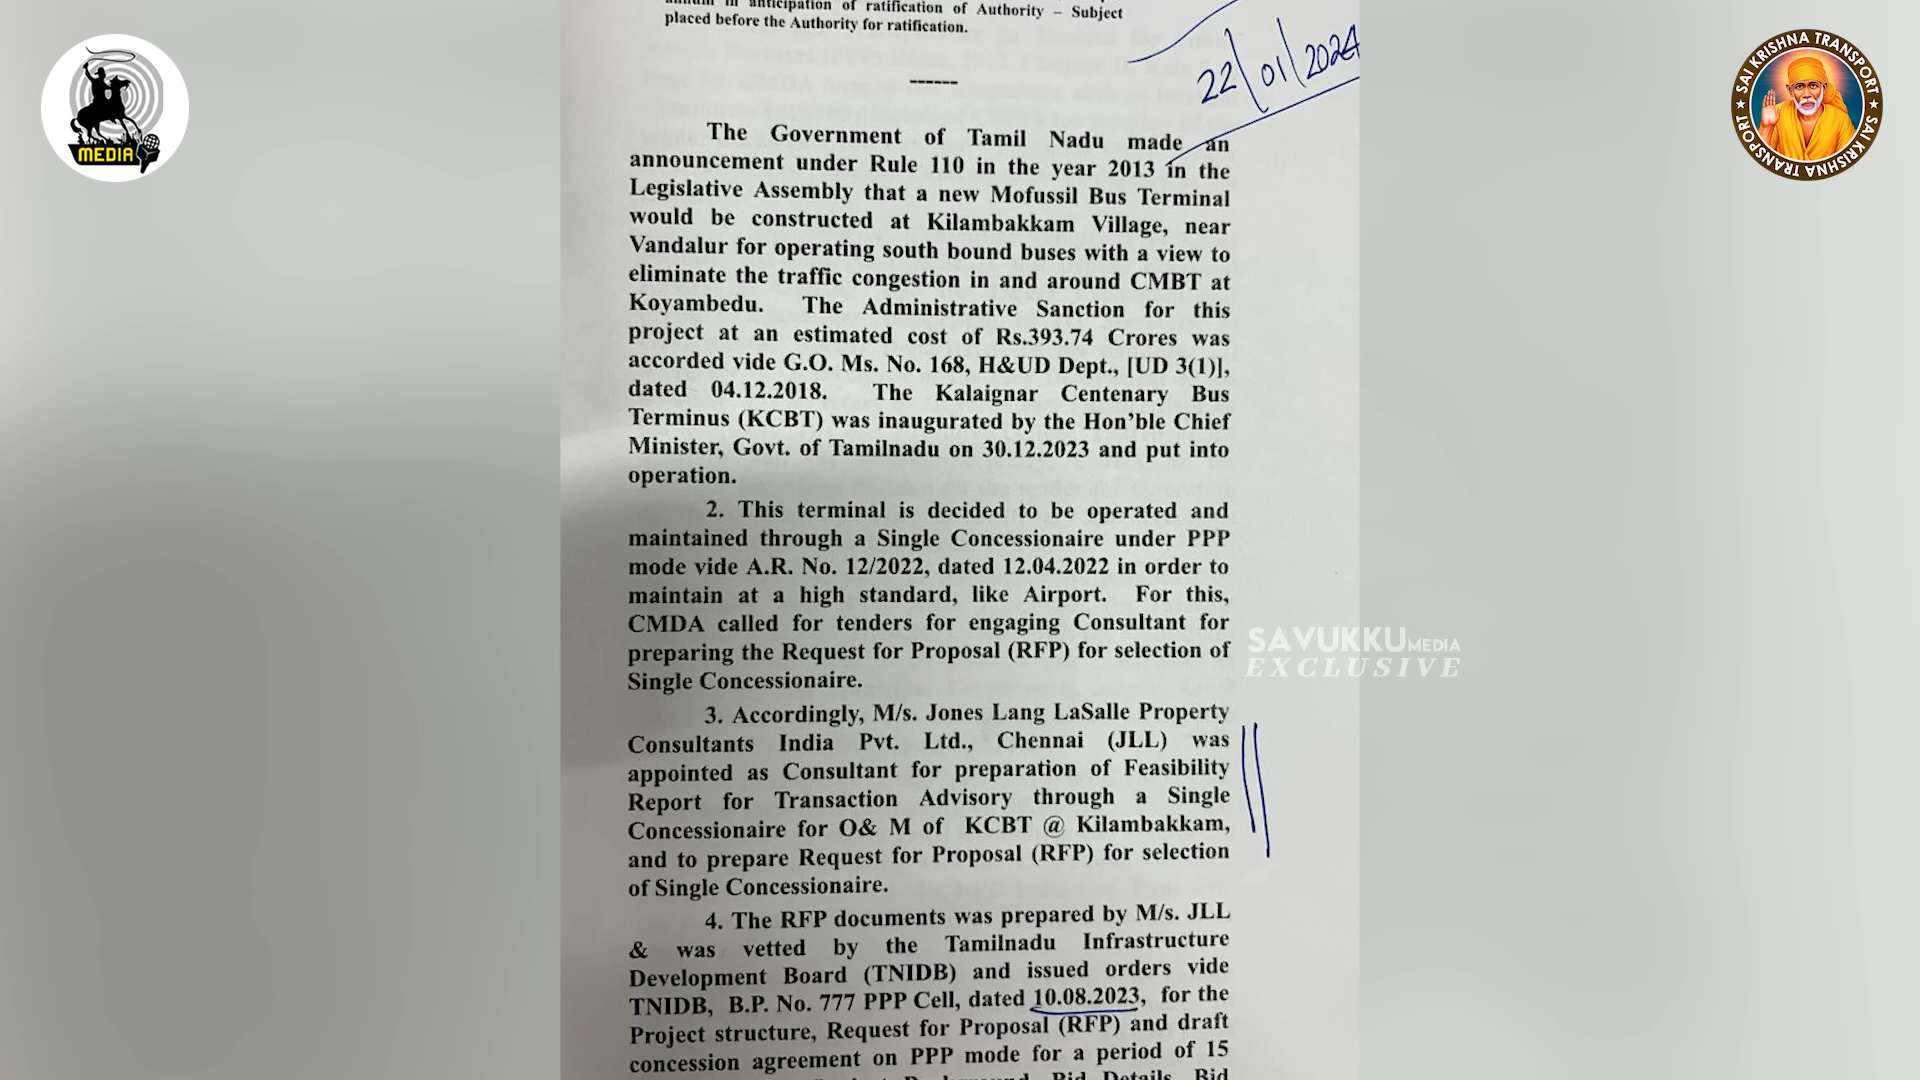 annum in anticipation of ratification of Authority – Subject
placed before the Authority for ratification.
22/01/2024
------
The Government of Tamil Nadu made an
announcement under Rule 110 in the year 2013 in the
Legislative Assembly that a new Mofussil Bus Terminal
would be constructed at Kilambakkam Village, near
Vandalur for operating south bound buses with a view to
eliminate the traffic congestion in and around CMBT at
Koyambedu. The Administrative Sanction for this
project at an estimated cost of Rs.393.74 Crores was
accorded vide G.O. Ms. No. 168, H&UD Dept., [UD 3(1)],
dated 04.12.2018. The Kalaignar Centenary Bus
Terminus (KCBT) was inaugurated by the Hon’ble Chief
Minister, Govt. of Tamilnadu on 30.12.2023 and put into
operation.
2. This terminal is decided to be operated and
maintained through a Single Concessionaire under PPP
mode vide A.R. No. 12/2022, dated 12.04.2022 in order to
maintain at a high standard, like Airport. For this,
CMDA called for tenders for engaging Consultant for
preparing the Request for Proposal (RFP) for selection of
Single Concessionaire.
3. Accordingly, M/s. Jones Lang LaSalle Property
Consultants India Pvt. Ltd., Chennai (JLL) was
appointed as Consultant for preparation of Feasibility
Report for Transaction Advisory through a Single
Concessionaire for O& M of KCBT @ Kilambakkam,
and to prepare Request for Proposal (RFP) for selection
of Single Concessionaire.
4. The RFP documents was prepared by M/s. JLL
& was vetted by the Tamilnadu Infrastructure
Development Board (TNIDB) and issued orders vide
TNIDB, B.P. No. 777 PPP Cell, dated 10.08.2023, for the
Project structure, Request for Proposal (RFP) and draft
concession agreement on PPP mode for a period of 15
Bid Details, Bid
MEDIA
SAI KRISHNA TRANSPORT ★ SAI KRISHNA TRANSPORT ★
SAVUKKU MEDIA
EXCLUSIVE